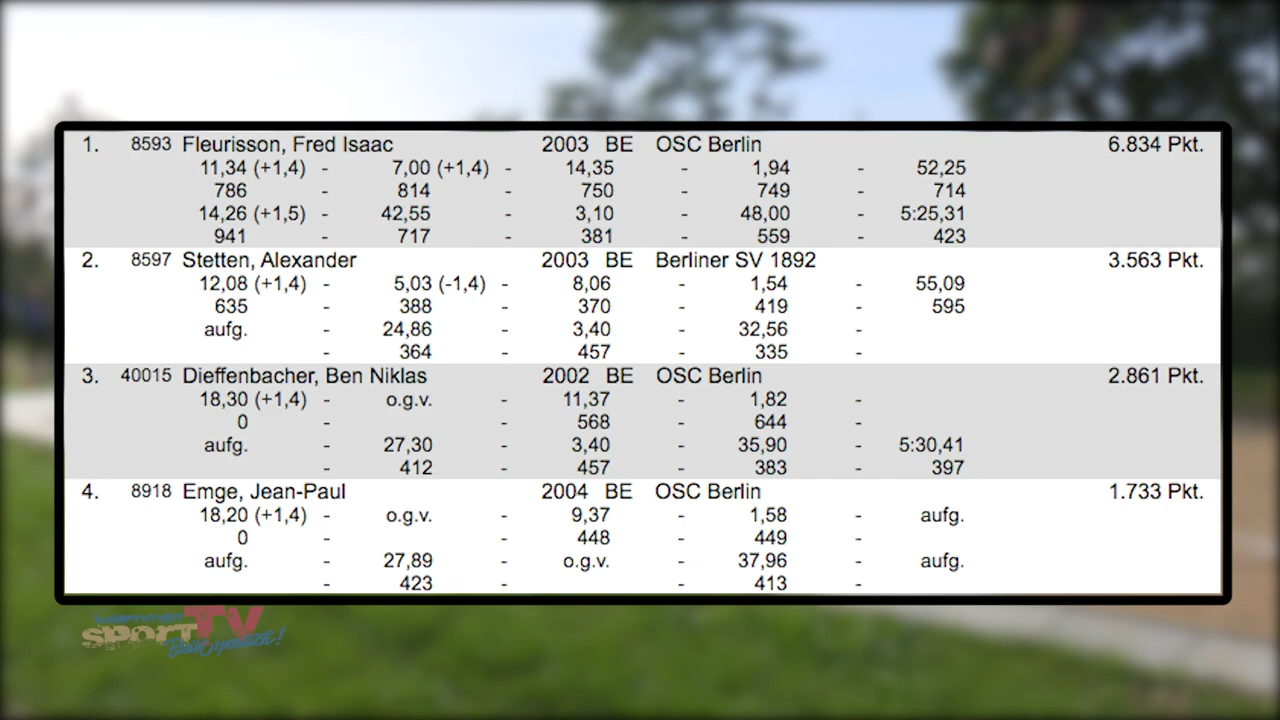 1. 8593 Fleurisson, Fred Isaac 2003 BE OSC Berlin 6.834 Pkt.
11,34 (+1,4) - 7,00 (+1,4) - 14,35 - 1,94 - 52,25
786 - 814 - 750 - 749 - 714
14,26 (+1,5) - 42,55 - 3,10 - 48,00 - 5:25,31
941 - 717 - 381 - 559 - 423
2. 8597 Stetten, Alexander 2003 BE Berliner SV 1892 3.563 Pkt.
12,08 (+1,4) - 5,03 (-1,4) - 8,06 - 1,54 - 55,09
635 - 388 - 370 - 419 - 595
aufg. - 24,86 - 3,40 - 32,56 -
- 364 - 457 - 335 -
3. 40015 Dieffenbacher, Ben Niklas 2002 BE OSC Berlin 2.861 Pkt.
18,30 (+1,4) - o.g.v. - 11,37 - 1,82 -
0 - - 568 - 644 -
aufg. - 27,30 - 3,40 - 35,90 - 5:30,41
- 412 - 457 - 383 - 397
4. 8918 Emge, Jean-Paul 2004 BE OSC Berlin 1.733 Pkt.
18,20 (+1,4) - o.g.v. - 9,37 - 1,58 - aufg.
0 - - 448 - 449 -
aufg. - 27,89 - o.g.v. - 37,96 - aufg.
- 423 - - 413 -
SPORT TV